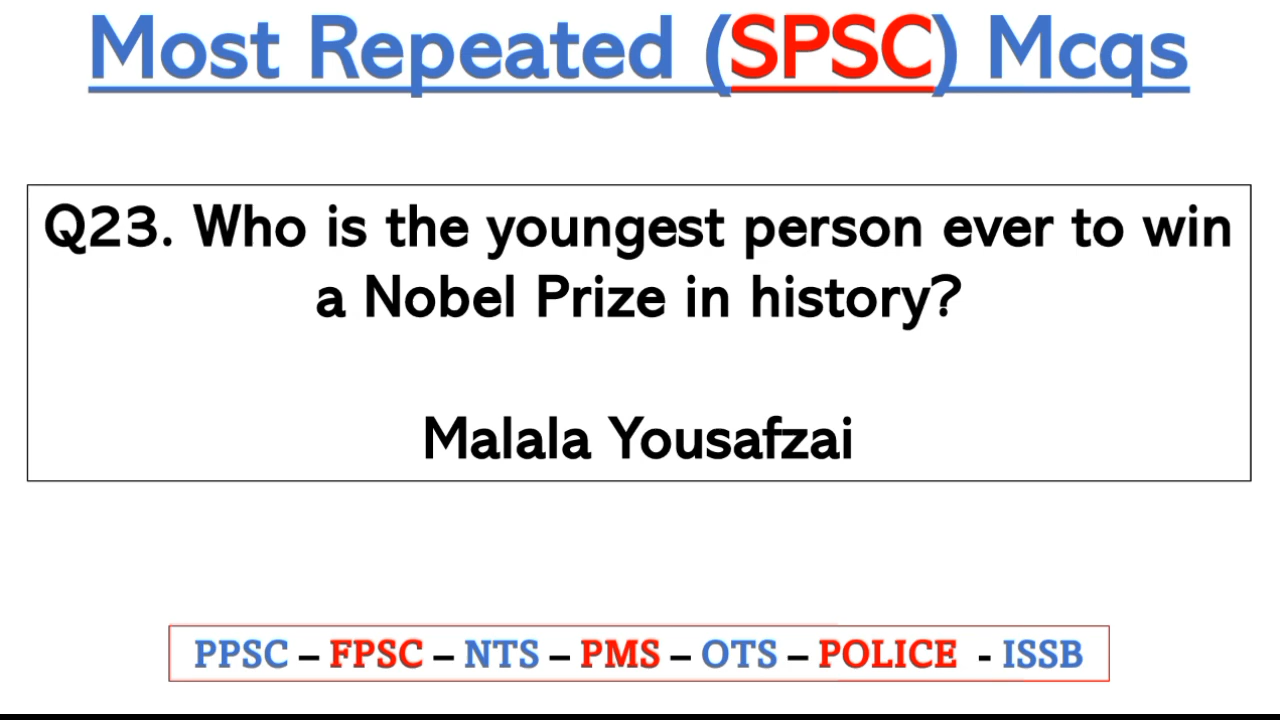 Most Repeated (SPSC) Mcqs
Q23. Who is the youngest person ever to win
a Nobel Prize in history?
Malala Yousafzai
PPSC – FPSC – NTS – PMS – OTS – POLICE - ISSB